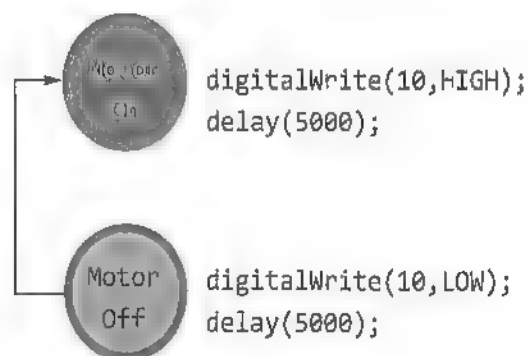 digitalWrite(10,HIGH);
delay(5000);
Motor
Off
digitalWrite(10,LOW);
delay(5000);